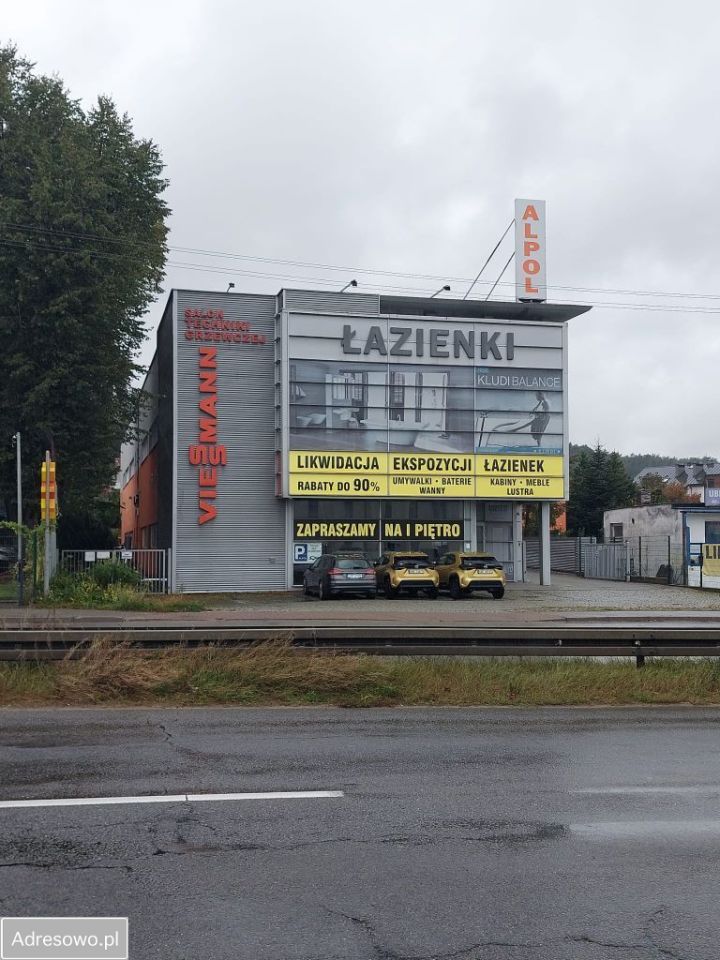 ALPOL
SALON
TECHNIKI
GRZEWCZEJ
VIESSMANN
ŁAZIENKI
KLUDI BALANCE
LIKWIDACJA EKSPOZYCJI ŁAZIENEK
RABATY DO 90%
UMYWALKI • BATERIE
WANNY
KABINY • MEBLE
LUSTRA
ZAPRASZAMY NA I PIĘTRO
P
Adresowo.pl